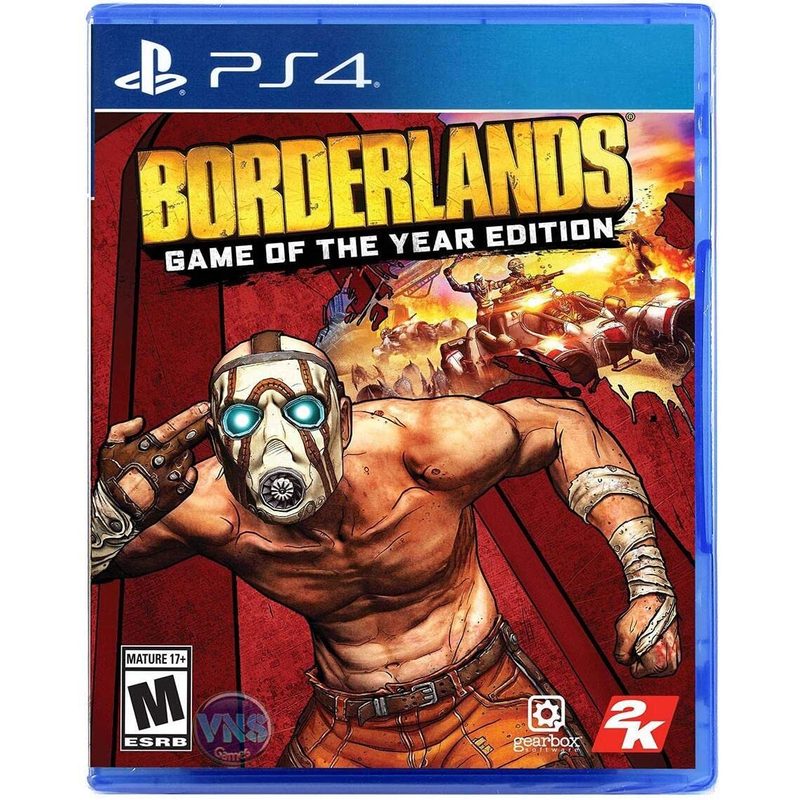 PS4
BORDERLANDS
GAME OF THE YEAR EDITION
MATURE 17+
M
ESRB
VNS
Games
gearbox
software
2K